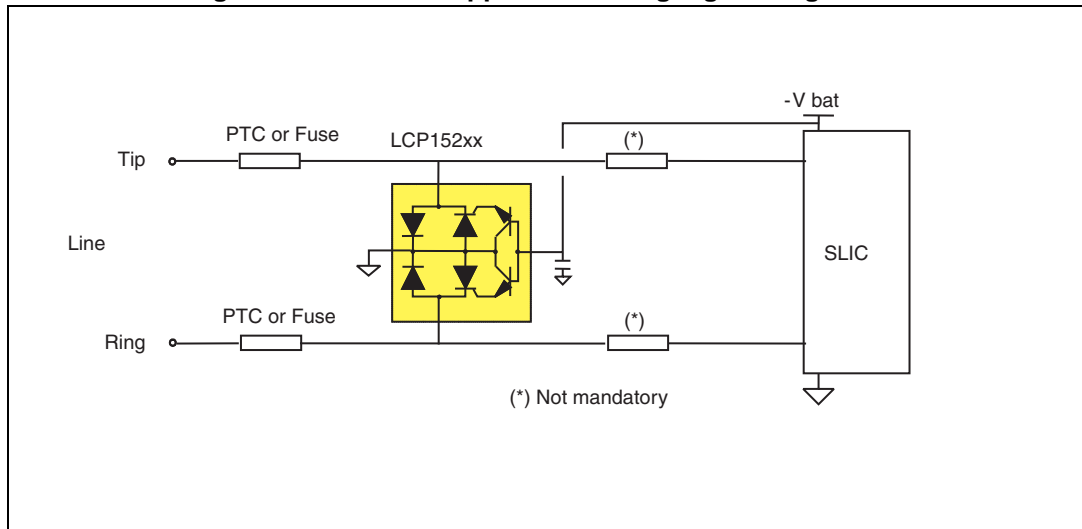 -V bat
PTC or Fuse
LCP152xx
(*)
Tip
Line
SLIC
PTC or Fuse
(*)
Ring
(*) Not mandatory